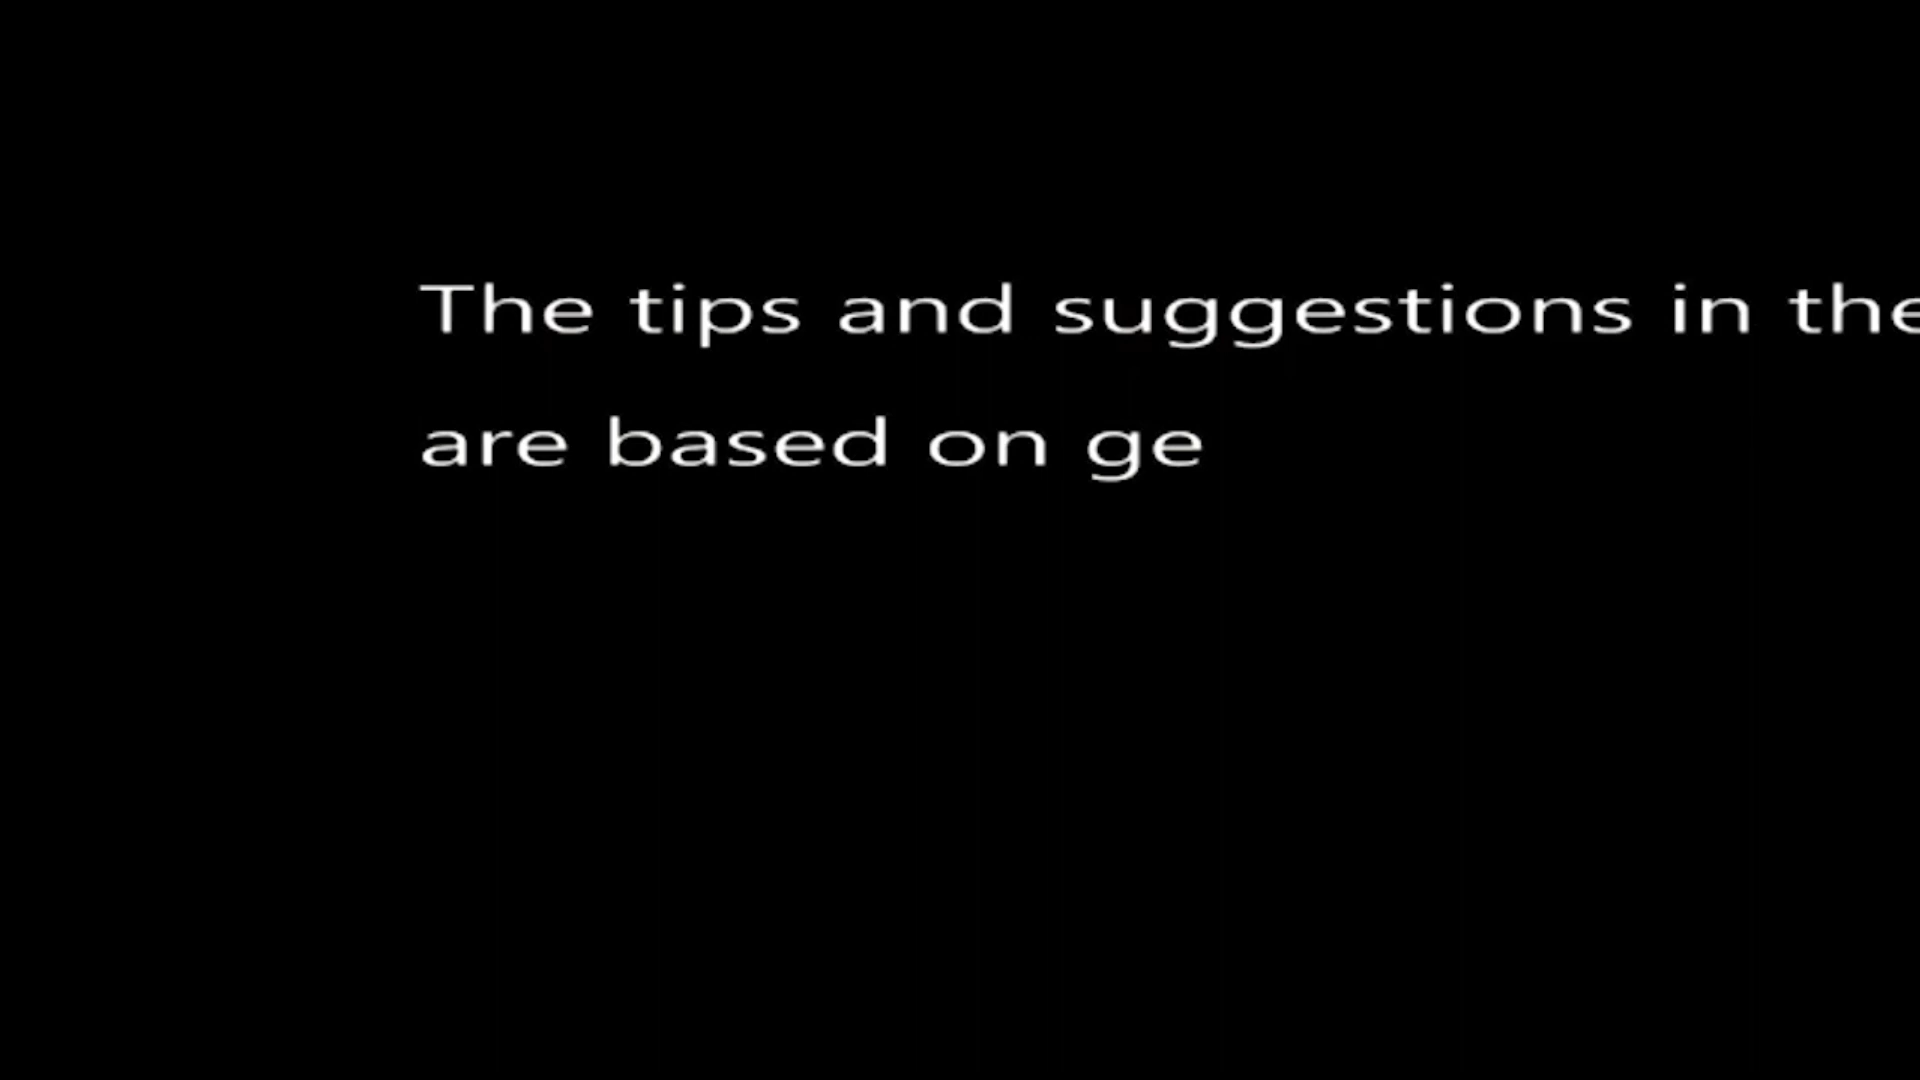 The tips and suggestions in the
are based on ge